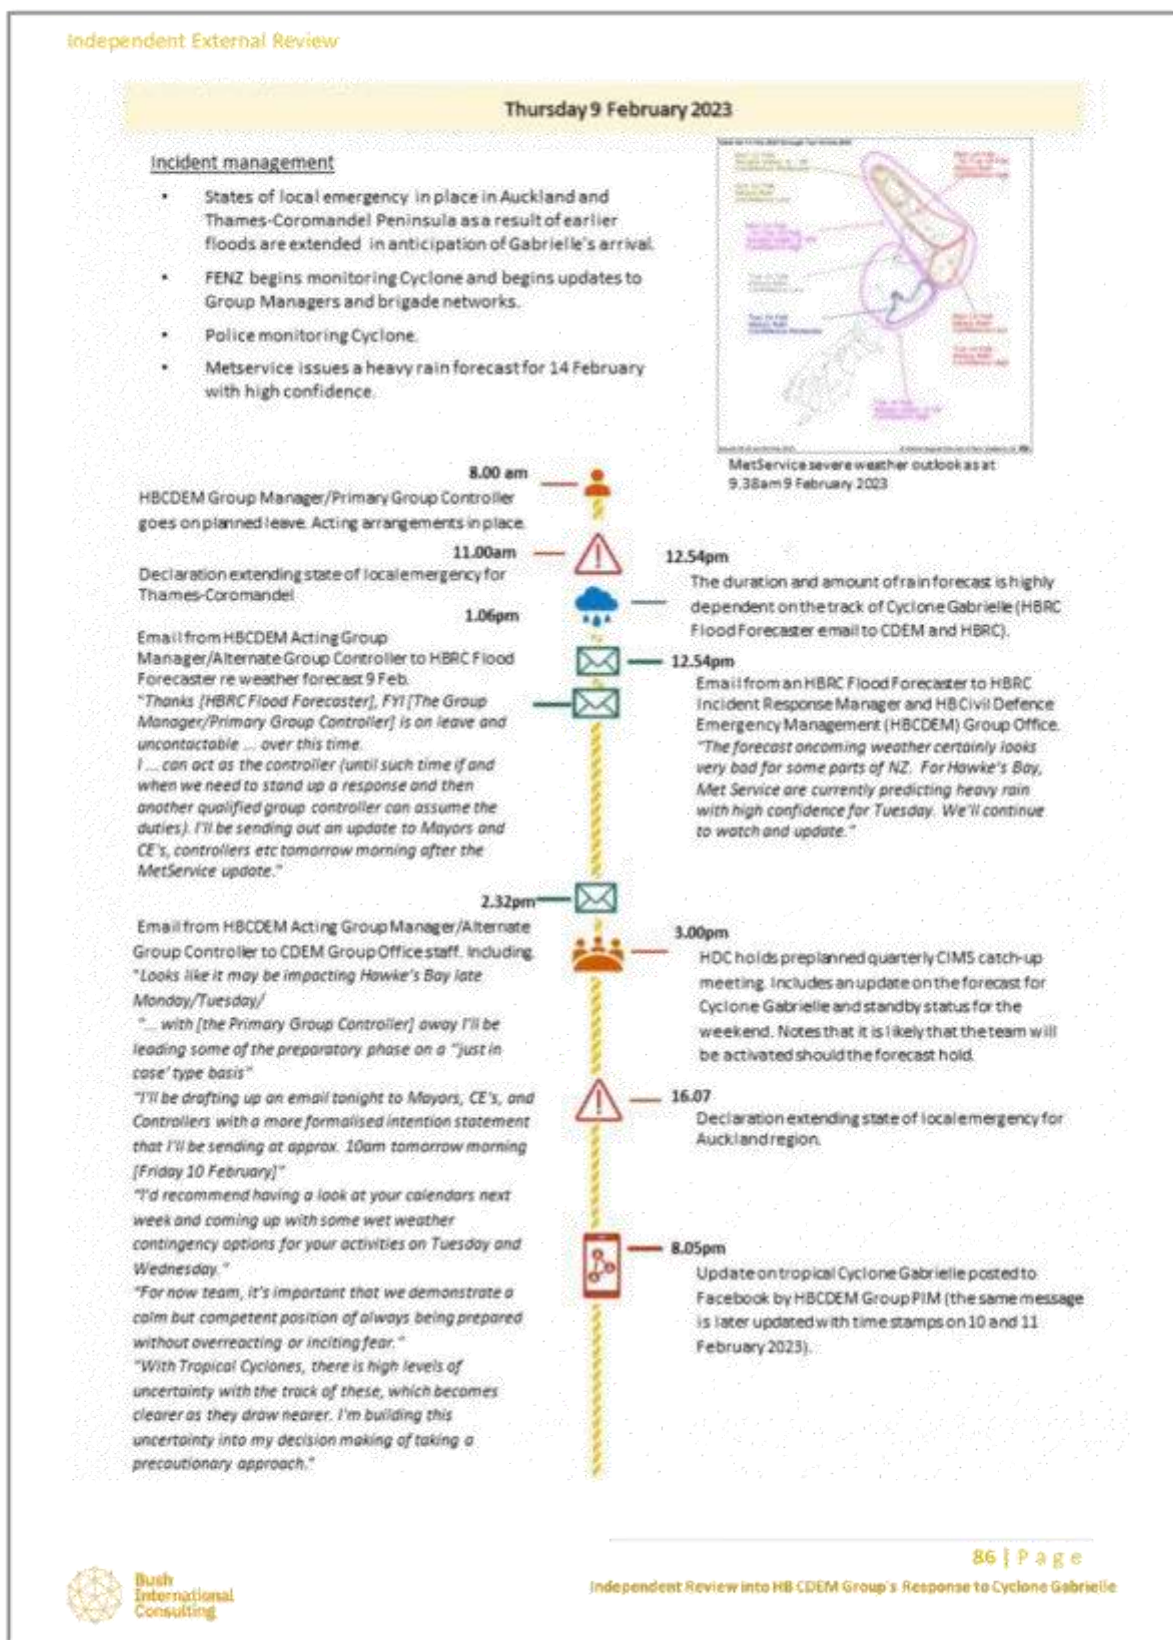 Independent External Review
Thursday 9 February 2023
Incident management
• States of local emergency in place in Auckland and
Thames-Coromandel Peninsula as a result of earlier
floods are extended in anticipation of Gabrielle's arrival.
• FENZ begins monitoring Cyclone and begins updates to
Group Managers and brigade networks.
• Police monitoring Cyclone.
• Metservice issues a heavy rain forecast for 14 February
with high confidence.
MetService severe weather outlook as at
9.38am 9 February 2023
8.00 am
HBCDEM Group Manager/Primary Group Controller
goes on planned leave. Acting arrangements in place.
11.00am
Declaration extending state of local emergency for
Thames-Coromandel
12.54pm
The duration and amount of rain forecast is highly
dependent on the track of Cyclone Gabrielle (HBRC
Flood Forecaster email to CDEM and HBRC).
12.54pm
Email from an HBRC Flood Forecaster to HBRC
Incident Response Manager and HB Civil Defence
Emergency Management (HBCDEM) Group Office.
"The forecast oncoming weather certainly looks
very bad for some parts of NZ. For Hawke's Bay,
Met Service are currently predicting heavy rain
with high confidence for Tuesday. We'll continue
to watch and update."
1.06pm
Email from HBCDEM Acting Group
Manager/Alternate Group Controller to HBRC Flood
Forecaster re weather forecast 9 Feb.
"Thanks [HBRC Flood Forecaster], FYI [The Group
Manager/Primary Group Controller] is on leave and
uncontactable ... over this time.
I ... can act as the controller (until such time if and
when we need to stand up a response and then
another qualified group controller can assume the
duties). I'll be sending out an update to Mayors and
CE's, controllers etc tomorrow morning after the
MetService update."
2.32pm
Email from HBCDEM Acting Group Manager/Alternate
Group Controller to CDEM Group Office staff. Including.
"Looks like it may be impacting Hawke's Bay late
Monday/Tuesday/
"... with [the Primary Group Controller] away I'll be
leading some of the preparatory phase on a "just in
case' type basis"
"I'll be drafting up an email tonight to Mayors, CE's, and
Controllers with a more formalised intention statement
that I'll be sending at approx. 10am tomorrow morning
[Friday 10 February]"
"I'd recommend having a look at your calendars next
week and coming up with some wet weather
contingency options for your activities on Tuesday and
Wednesday."
"For now team, it's important that we demonstrate a
calm but competent position of always being prepared
without overreacting or inciting fear."
"With Tropical Cyclones, there is high levels of
uncertainty with the track of these, which becomes
clearer as they draw nearer. I'm building this
uncertainty into my decision making of taking a
precautionary approach."
3.00pm
HDC holds preplanned quarterly CIMS catch-up
meeting. Includes an update on the forecast for
Cyclone Gabrielle and standby status for the
weekend. Notes that it is likely that the team will
be activated should the forecast hold.
16.07
Declaration extending state of local emergency for
Auckland region.
8.05pm
Update on tropical Cyclone Gabrielle posted to
Facebook by HBCDEM Group PIM (the same message
is later updated with time stamps on 10 and 11
February 2023).
86 | Page
Independent Review into HB CDEM Group's Response to Cyclone Gabrielle
Bush
International
Consulting